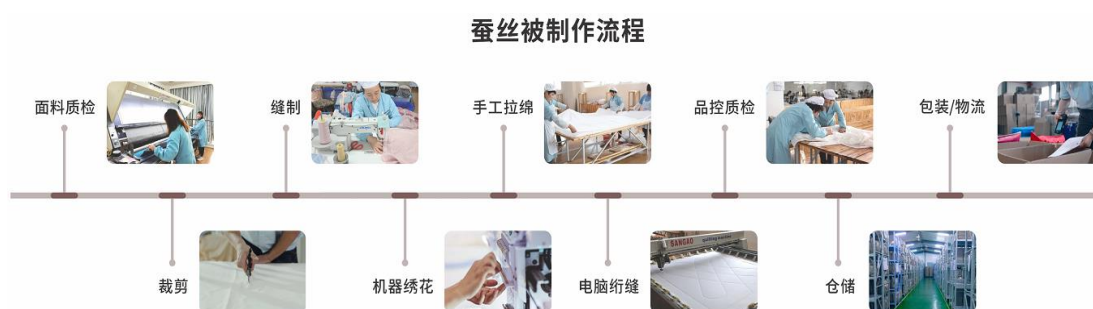 蚕丝被制作流程
面料质检
缝制
手工拉绵
品控质检
包装/物流
裁剪
机器绣花
电脑绗缝
仓储
SANGAO